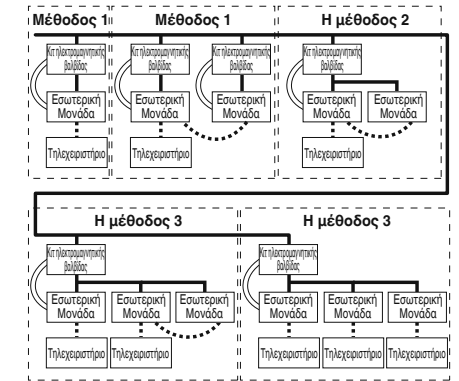 Μέθοδος 1
Μέθοδος 1
Η μέθοδος 2
Κιτ ηλεκτρομαγνητικής
βαλβίδας
Κιτ ηλεκτρομαγνητικής
βαλβίδας
Κιτ ηλεκτρομαγνητικής
βαλβίδας
Κιτ ηλεκτρομαγνητικής
βαλβίδας
Εσωτερική
Μονάδα
Εσωτερική
Μονάδα
Εσωτερική
Μονάδα
Εσωτερική
Μονάδα
Εσωτερική
Μονάδα
Τηλεχειριστήριο
Τηλεχειριστήριο
Τηλεχειριστήριο
Η μέθοδος 3
Η μέθοδος 3
Κιτ ηλεκτρομαγνητικής
βαλβίδας
Κιτ ηλεκτρομαγνητικής
βαλβίδας
Εσωτερική
Μονάδα
Εσωτερική
Μονάδα
Εσωτερική
Μονάδα
Εσωτερική
Μονάδα
Εσωτερική
Μονάδα
Εσωτερική
Μονάδα
Τηλεχειριστήριο
Τηλεχειριστήριο
Τηλεχειριστήριο
Τηλεχειριστήριο
Τηλεχειριστήριο